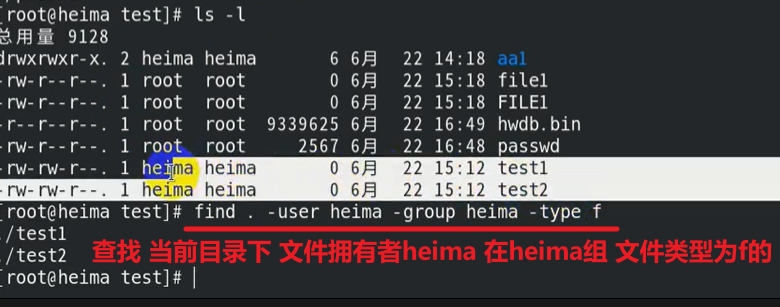 [root@heima test]# ls -l
总用量 9128
drwxrwxr-x. 2 heima heima 6 6月 22 14:18 aa1
-rw-r--r--. 1 root root 0 6月 22 15:18 file1
-rw-r--r--. 1 root root 0 6月 22 15:18 FILE1
-r--r--r--. 1 root root 9339625 6月 22 16:49 hwdb.bin
-rw-r--r--. 1 root root 2567 6月 22 16:48 passwd
-rw-rw-r--. 1 heima heima 0 6月 22 15:12 test1
-rw-rw-r--. 1 heima heima 0 6月 22 15:12 test2
[root@heima test]# find . -user heima -group heima -type f
./test1
./test2
查找 当前目录下 文件拥有者heima 在heima组 文件类型为f的
[root@heima test]#